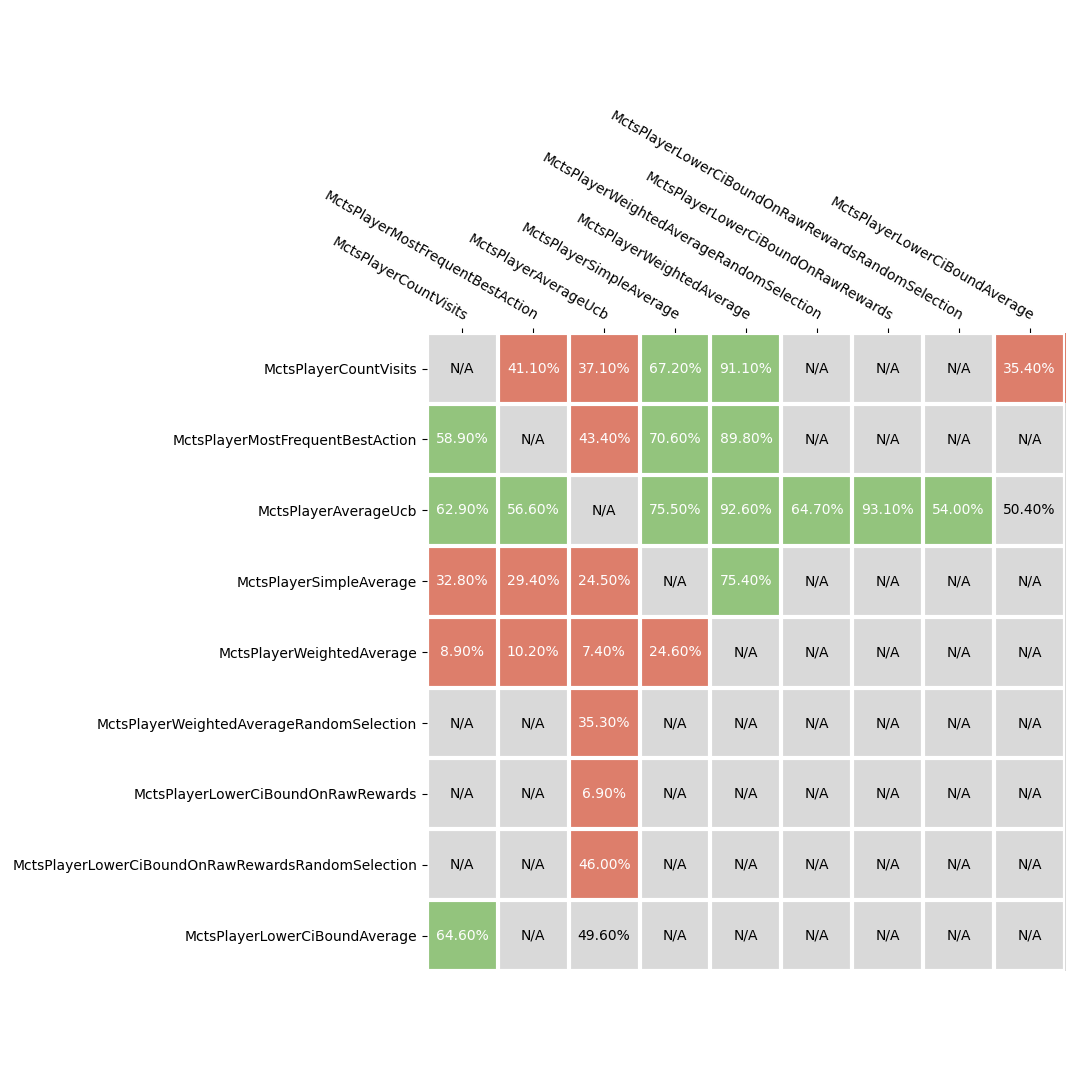 MctsPlayerCountVisits
MctsPlayerMostFrequentBestAction
MctsPlayerAverageUcb
MctsPlayerSimpleAverage
MctsPlayerWeightedAverage
MctsPlayerWeightedAverageRandomSelection
MctsPlayerLowerCiBoundOnRawRewards
MctsPlayerLowerCiBoundOnRawRewardsRandomSelection
MctsPlayerLowerCiBoundAverage
MctsPlayerCountVisits N/A 41.10% 37.10% 67.20% 91.10% N/A N/A N/A 35.40%
MctsPlayerMostFrequentBestAction 58.90% N/A 43.40% 70.60% 89.80% N/A N/A N/A N/A
MctsPlayerAverageUcb 62.90% 56.60% N/A 75.50% 92.60% 64.70% 93.10% 54.00% 50.40%
MctsPlayerSimpleAverage 32.80% 29.40% 24.50% N/A 75.40% N/A N/A N/A N/A
MctsPlayerWeightedAverage 8.90% 10.20% 7.40% 24.60% N/A N/A N/A N/A N/A
MctsPlayerWeightedAverageRandomSelection N/A N/A 35.30% N/A N/A N/A N/A N/A N/A
MctsPlayerLowerCiBoundOnRawRewards N/A N/A 6.90% N/A N/A N/A N/A N/A N/A
MctsPlayerLowerCiBoundOnRawRewardsRandomSelection N/A N/A 46.00% N/A N/A N/A N/A N/A N/A
MctsPlayerLowerCiBoundAverage 64.60% N/A 49.60% N/A N/A N/A N/A N/A N/A